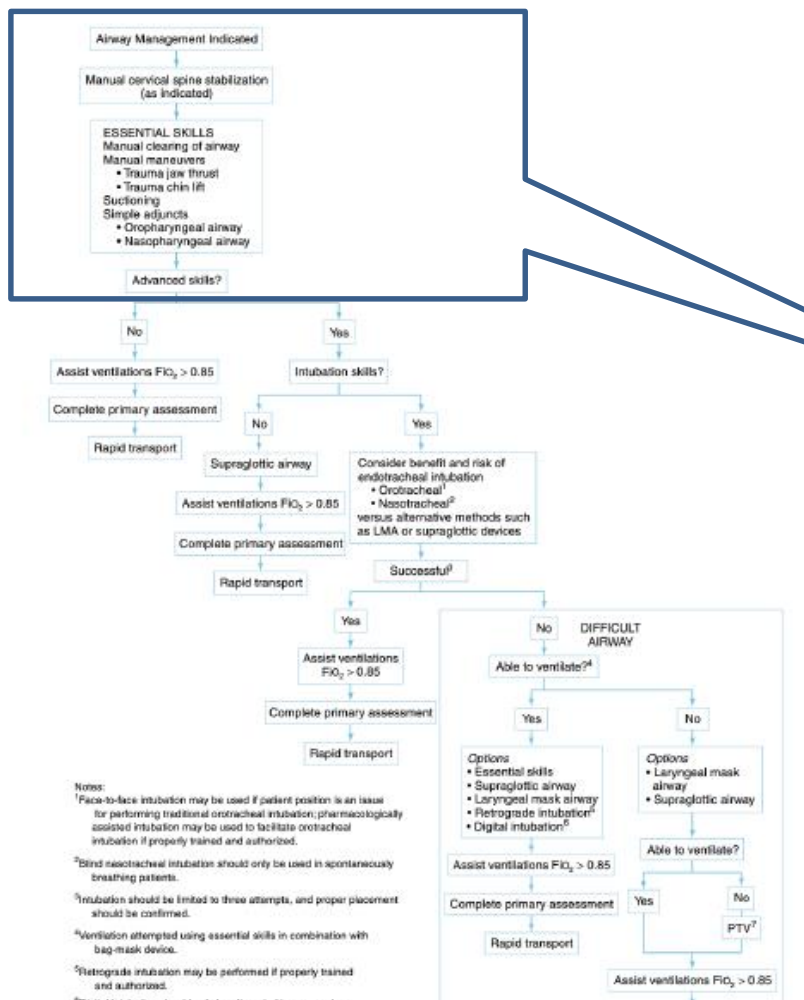 Airway Management Indicated
Manual cervical spine stabilization
(as indicated)
ESSENTIAL SKILLS
Manual clearing of airway
Manual maneuvers
• Trauma jaw thrust
• Trauma chin lift
Suctioning
Simple adjuncts
• Oropharyngeal airway
• Nasopharyngeal airway
Advanced skills?
No
Yes
Assist ventilations FiO₂ > 0.85
Intubation skills?
Complete primary assessment
Rapid transport
No
Yes
Supraglottic airway
Assist ventilations FiO₂ > 0.85
Complete primary assessment
Rapid transport
Consider benefit and risk of
endotracheal intubation
• Orotracheal¹
• Nasotracheal²
versus alternative methods such
as LMA or supraglottic devices
Successful³
Yes
Assist ventilations
FiO₂ > 0.85
Complete primary assessment
Rapid transport
No
DIFFICULT
AIRWAY
Able to ventilate?⁴
Yes
No
Options
• Essential skills
• Supraglottic airway
• Laryngeal mask airway
• Retrograde intubation⁵
• Digital intubation⁶
Assist ventilations FiO₂ > 0.85
Complete primary assessment
Rapid transport
Options
• Laryngeal mask
airway
• Supraglottic airway
Able to ventilate?
Yes
No
PTV⁷
Assist ventilations FiO₂ > 0.85
Notes:
¹Face-to-face intubation may be used if patient position is an issue
for performing traditional orotracheal intubation; pharmacologically
assisted intubation may be used to facilitate orotracheal
intubation if properly trained and authorized.
²Blind nasotracheal intubation should only be used in spontaneously
breathing patients.
³Intubation should be limited to three attempts, and proper placement
should be confirmed.
⁴Ventilation attempted using essential skills in combination with
bag-mask device.
⁵Retrograde intubation may be performed if properly trained
and authorized.